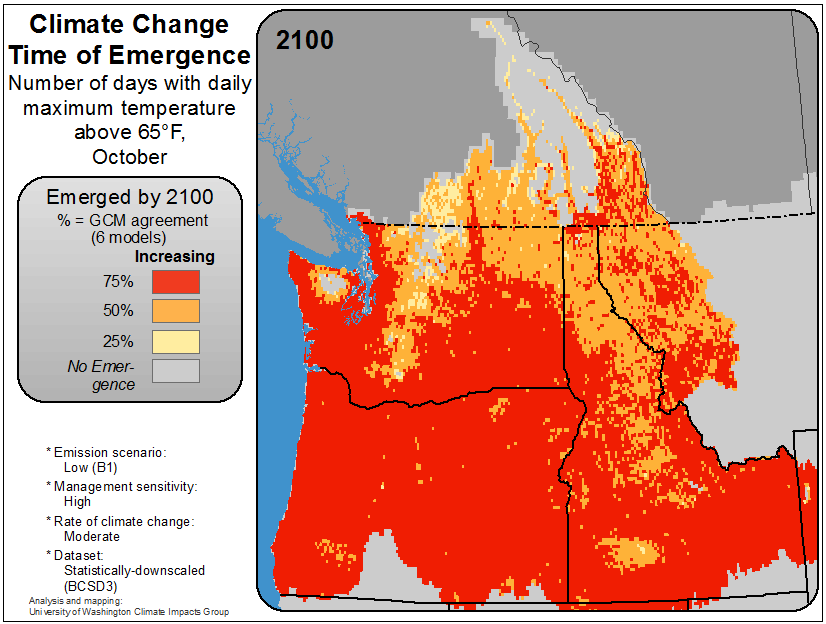 Climate Change
Time of Emergence
Number of days with daily
maximum temperature
above 65°F,
October
2100
Emerged by 2100
% = GCM agreement
(6 models)
Increasing
75%
50%
25%
No Emer-
gence
* Emission scenario:
Low (B1)
* Management sensitivity:
High
* Rate of climate change:
Moderate
* Dataset:
Statistically-downscaled
(BCSD3)
Analysis and mapping:
University of Washington Climate Impacts Group